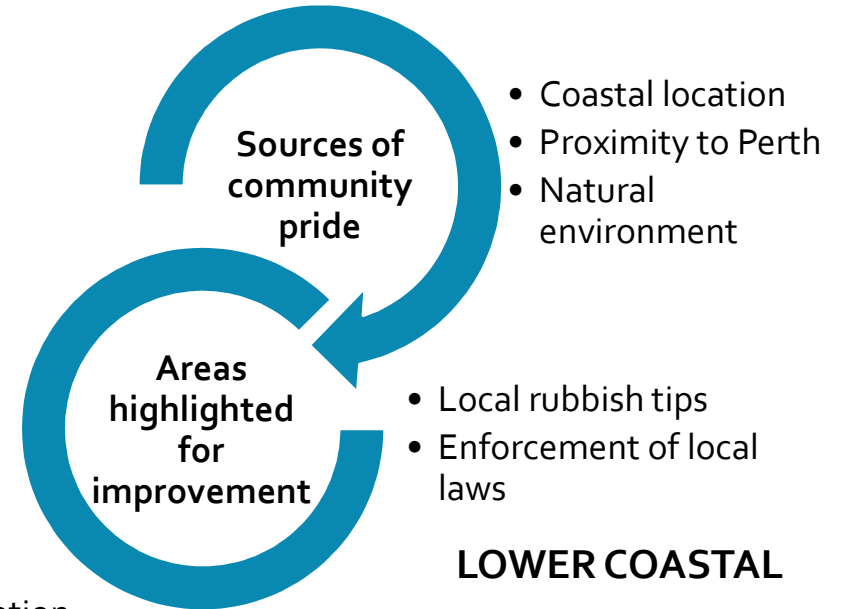 Sources of
community
pride
• Coastal location
• Proximity to Perth
• Natural
environment
Areas
highlighted
for
improvement
• Local rubbish tips
• Enforcement of local
laws
LOWER COASTAL